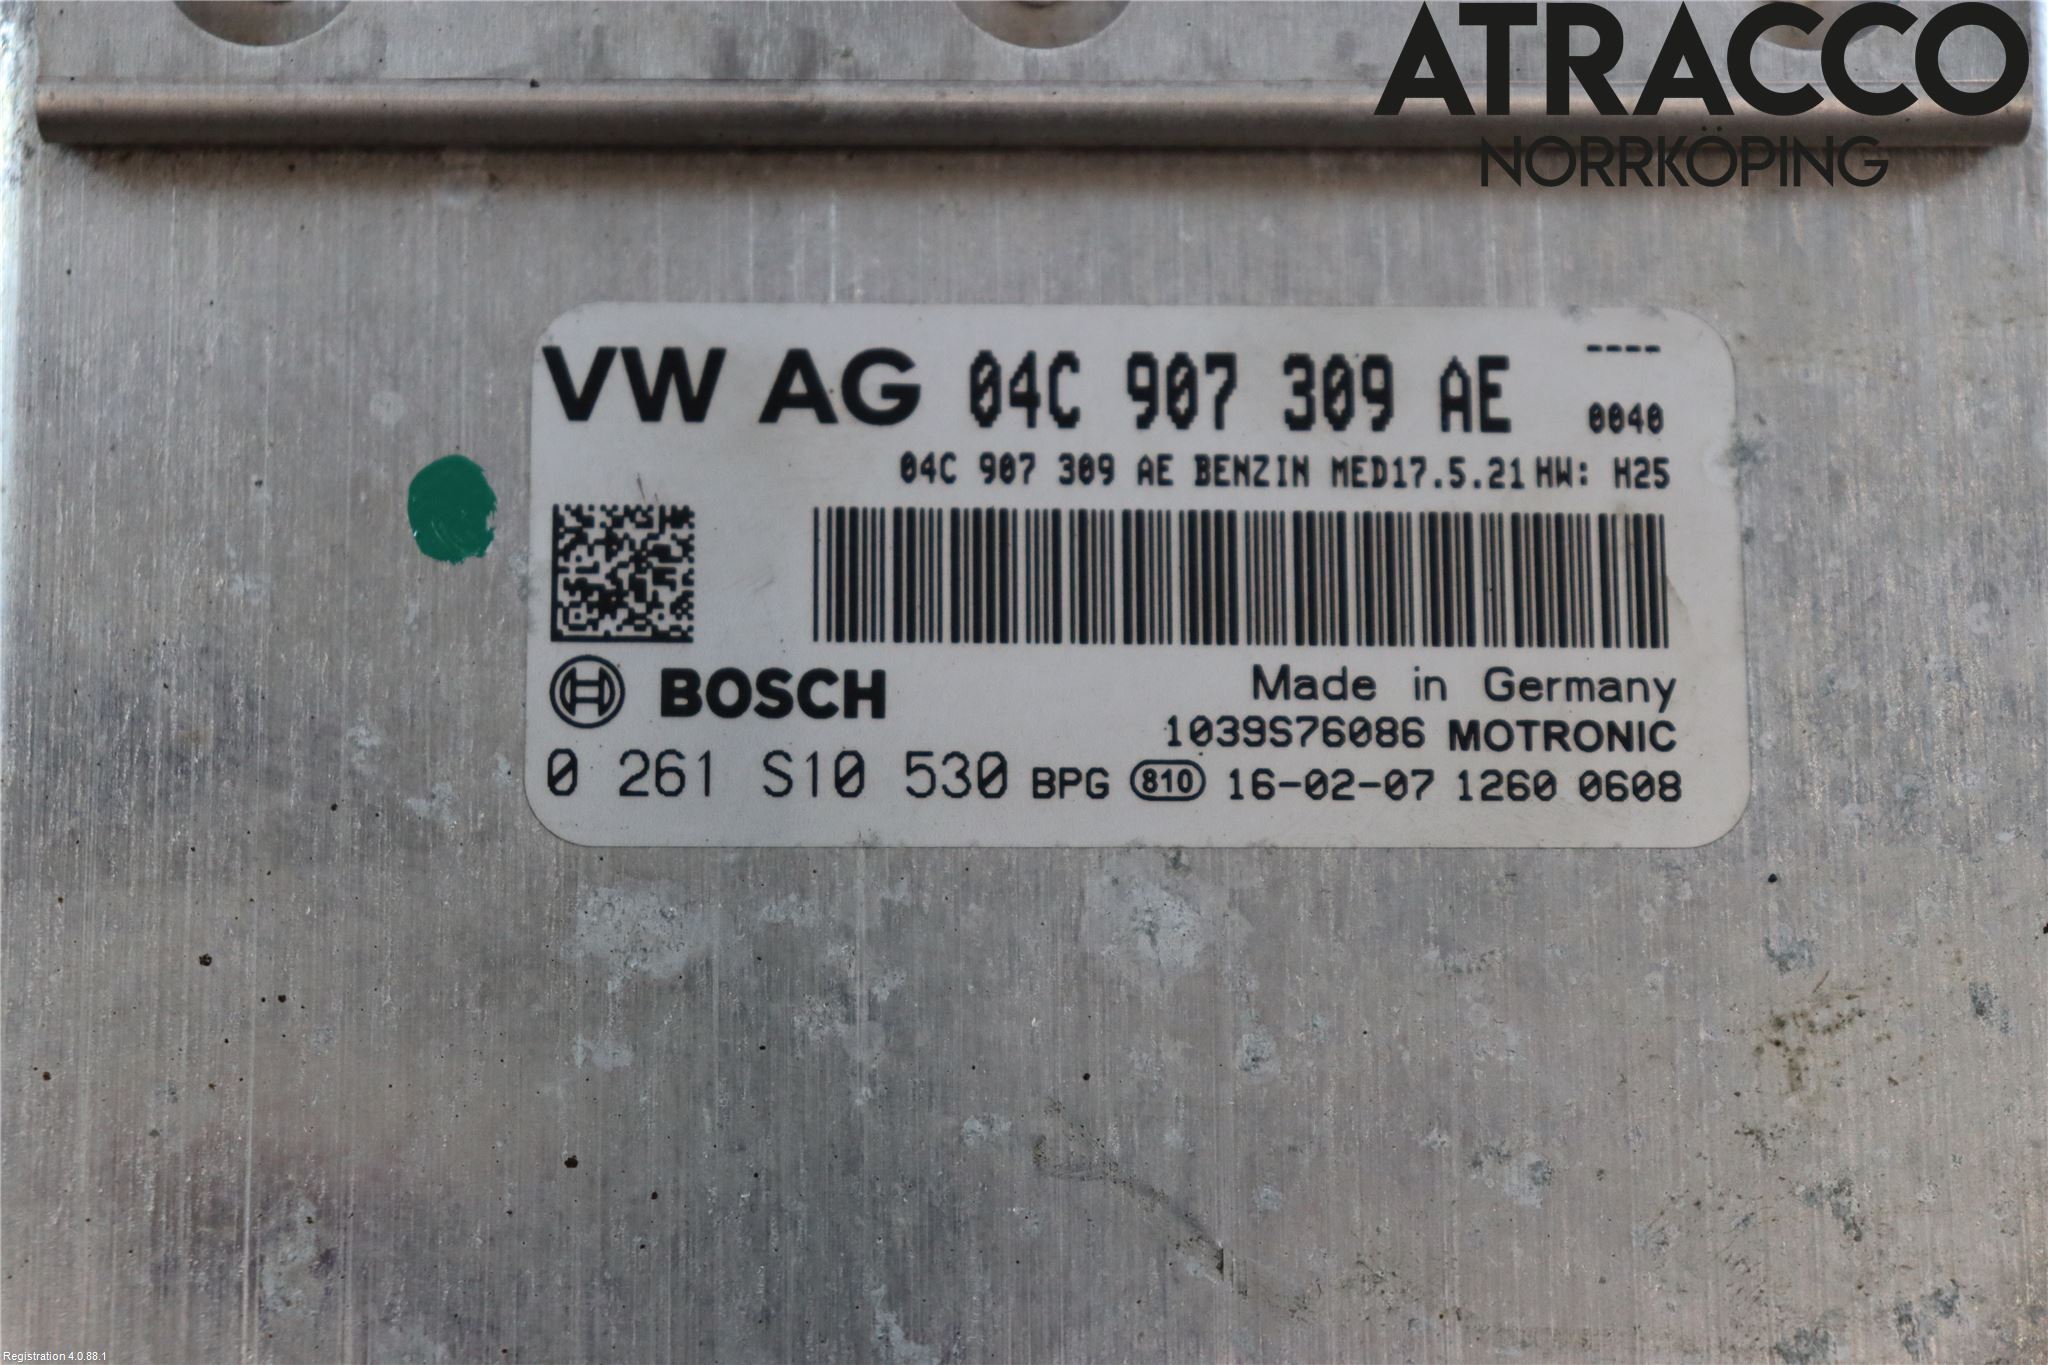 ATRACCO
NORRKÖPING
VW AG 04C 907 309 AE ----
0040
04C 907 309 AE BENZIN MED17.5.21 HW: H25
BOSCH
Made in Germany
1039S76086 MOTRONIC
0 261 S10 530 BPG 810 16-02-07 1260 0608
Registration 4.0.88.1